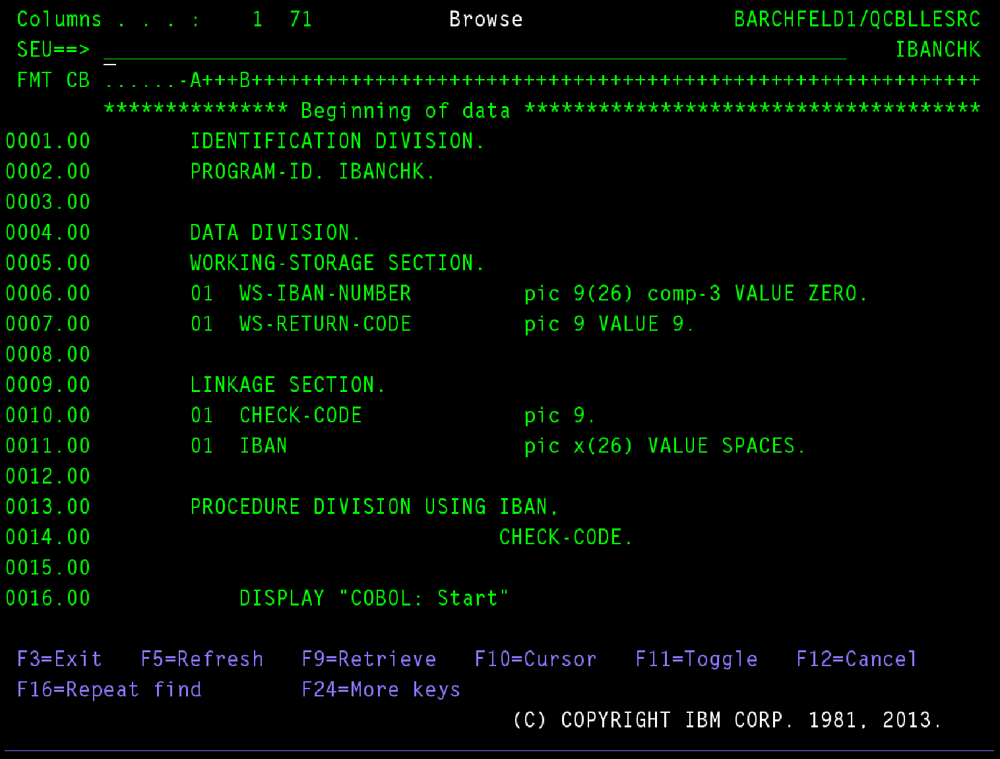 Columns . . . :    1  71           Browse                 BARCHFELD1/QCBLLESRC
SEU==>                                                                 IBANCHK
FMT CB ......-A+++B+++++++++++++++++++++++++++++++++++++++++++++++++++++++++++
       *************** Beginning of data *************************************
0001.00        IDENTIFICATION DIVISION.
0002.00        PROGRAM-ID. IBANCHK.
0003.00
0004.00        DATA DIVISION.
0005.00        WORKING-STORAGE SECTION.
0006.00        01  WS-IBAN-NUMBER         pic 9(26) comp-3 VALUE ZERO.
0007.00        01  WS-RETURN-CODE         pic 9 VALUE 9.
0008.00
0009.00        LINKAGE SECTION.
0010.00        01  CHECK-CODE             pic 9.
0011.00        01  IBAN                   pic x(26) VALUE SPACES.
0012.00
0013.00        PROCEDURE DIVISION USING IBAN,
0014.00                                 CHECK-CODE.
0015.00
0016.00            DISPLAY "COBOL: Start"
F3=Exit   F5=Refresh   F9=Retrieve   F10=Cursor   F11=Toggle   F12=Cancel
F16=Repeat find        F24=More keys
(C) COPYRIGHT IBM CORP. 1981, 2013.